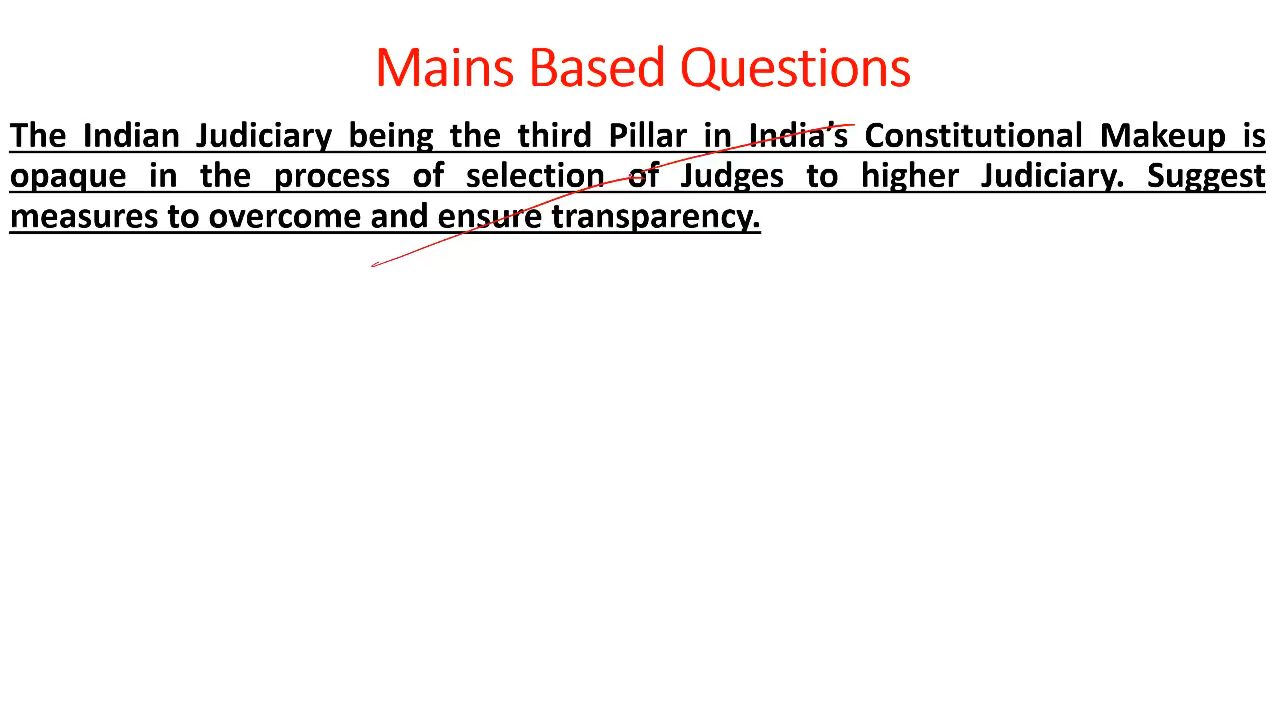 Mains Based Questions
The Indian Judiciary being the third Pillar in India’s Constitutional Makeup is
opaque in the process of selection of Judges to higher Judiciary. Suggest
measures to overcome and ensure transparency.